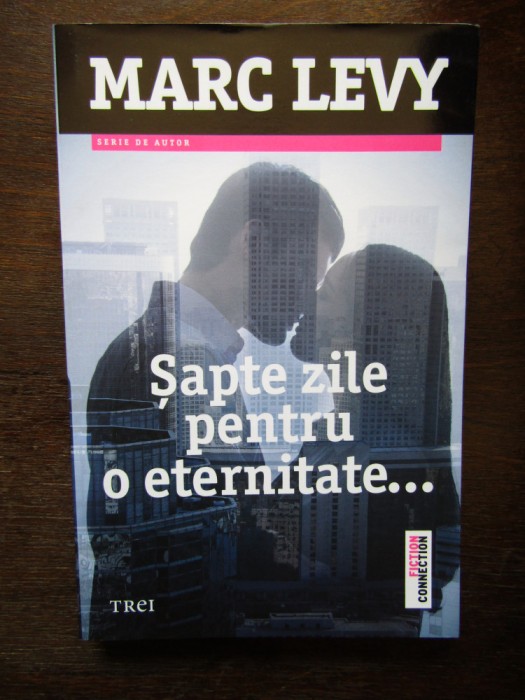 MARC LEVY
SERIE DE AUTOR
Șapte zile
pentru
o eternitate...
FICTION
CONNECTION
TREI